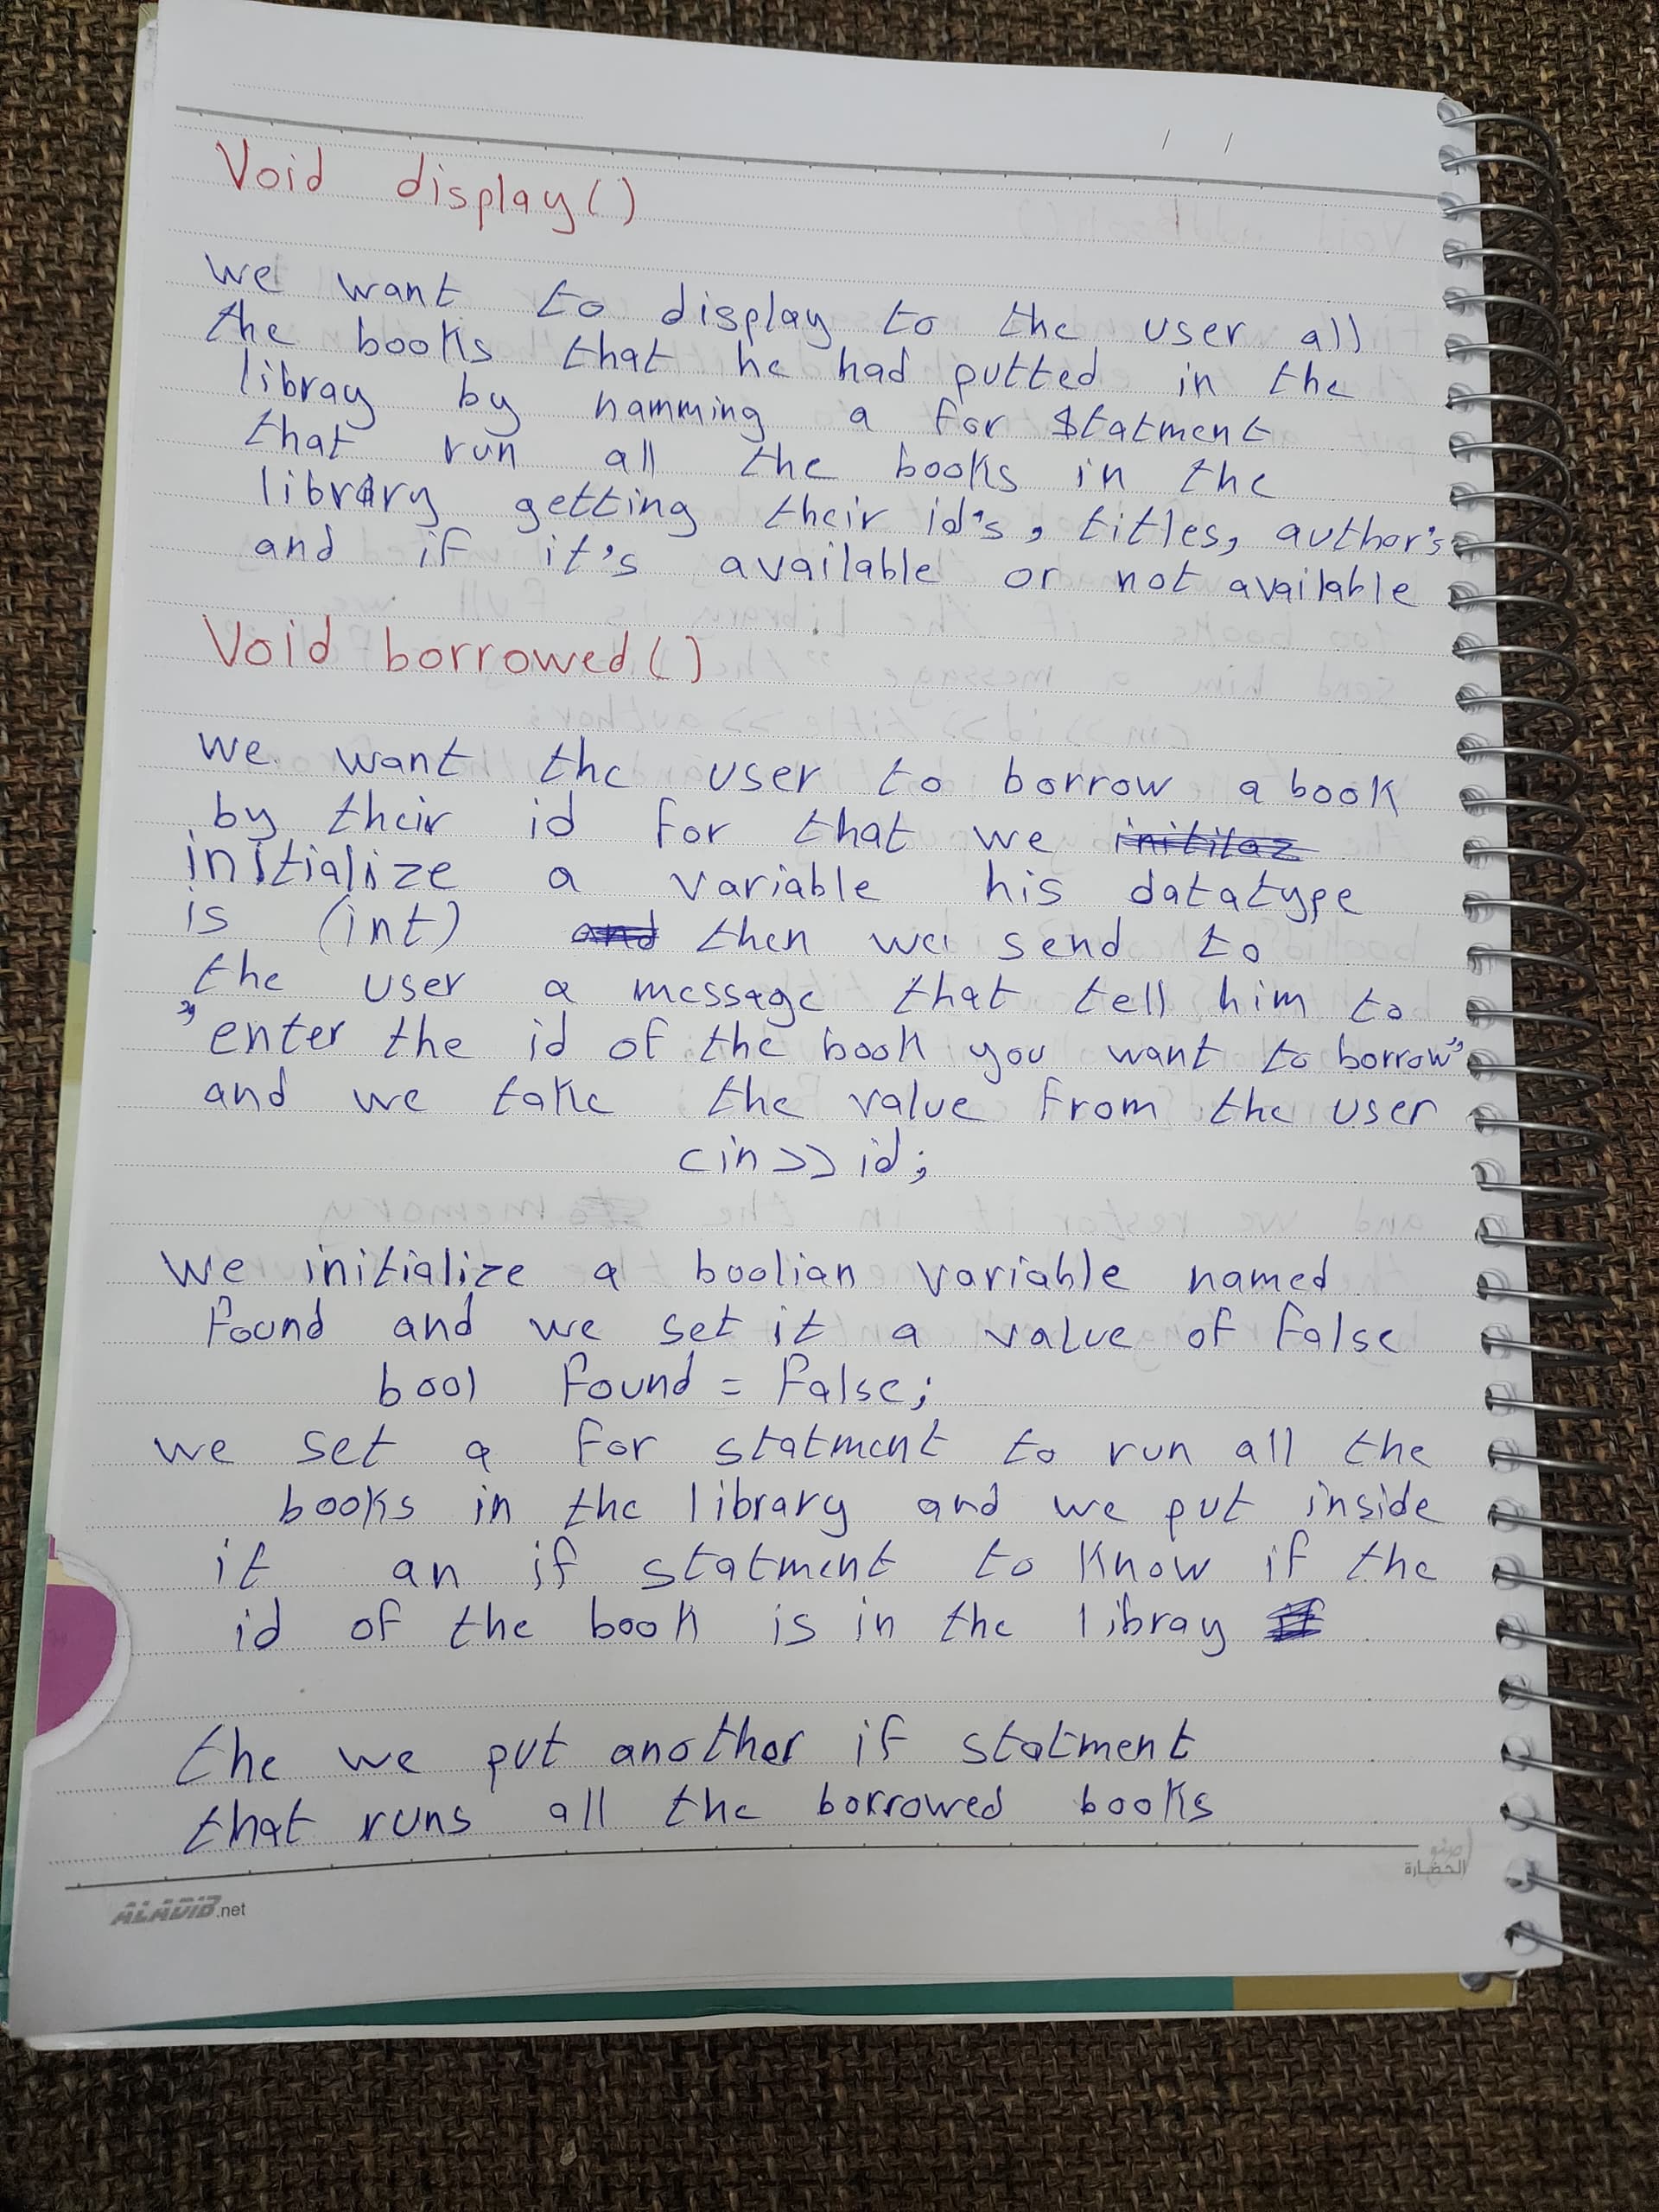 Void display()
we want to display to the user all
the books that he had putted in the
libray by namming a for statment
that run all the books in the
library getting their id's, titles, author's
and if it's available or not available
Void borrowed()
we want the user to borrow a book
by their id for that we
initialize a variable his datatype
is (int) then we send to
the user a message that tell him to
"enter the id of the book you want to borrow"
and we take the value from the user
cin>>id;
we initialize a boolian variable named
found and we set it a value of false
bool found = false;
we set a for statment to run all the
books in the library and we put inside
it an if statment to know if the
id of the book is in the libray
the we put another if statment
that runs all the borrowed books
ALADIB.net
الحضارة